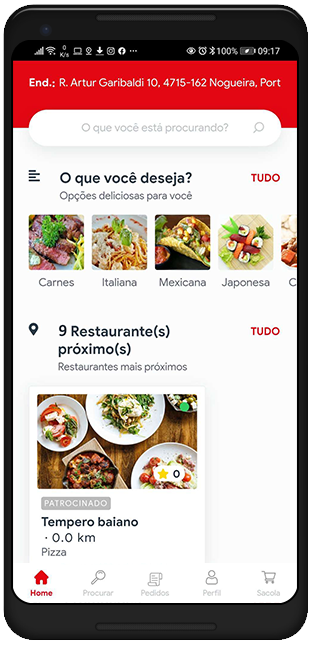 0 K/s 100% 09:17
End.: R. Artur Garibaldi 10, 4715-162 Nogueira, Port
O que você está procurando?
O que você deseja? TUDO
Opções deliciosas para você
Carnes Italiana Mexicana Japonesa C
9 Restaurante(s) TUDO
próximo(s)
Restaurantes mais próximos
0
PATROCINADO
Tempero baiano
· 0.0 km
Pizza
Home Procurar Pedidos Perfil Sacola